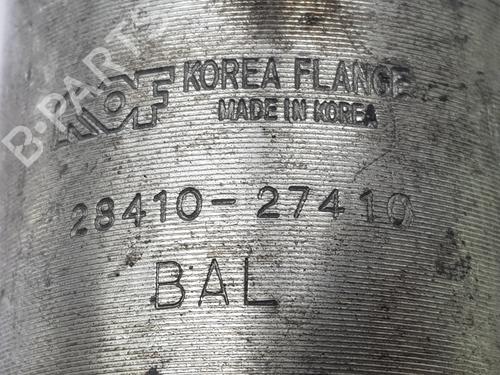 KOF KOREA FLANGE
MADE IN KOREA
28410-27410
BAL
B-PARTS